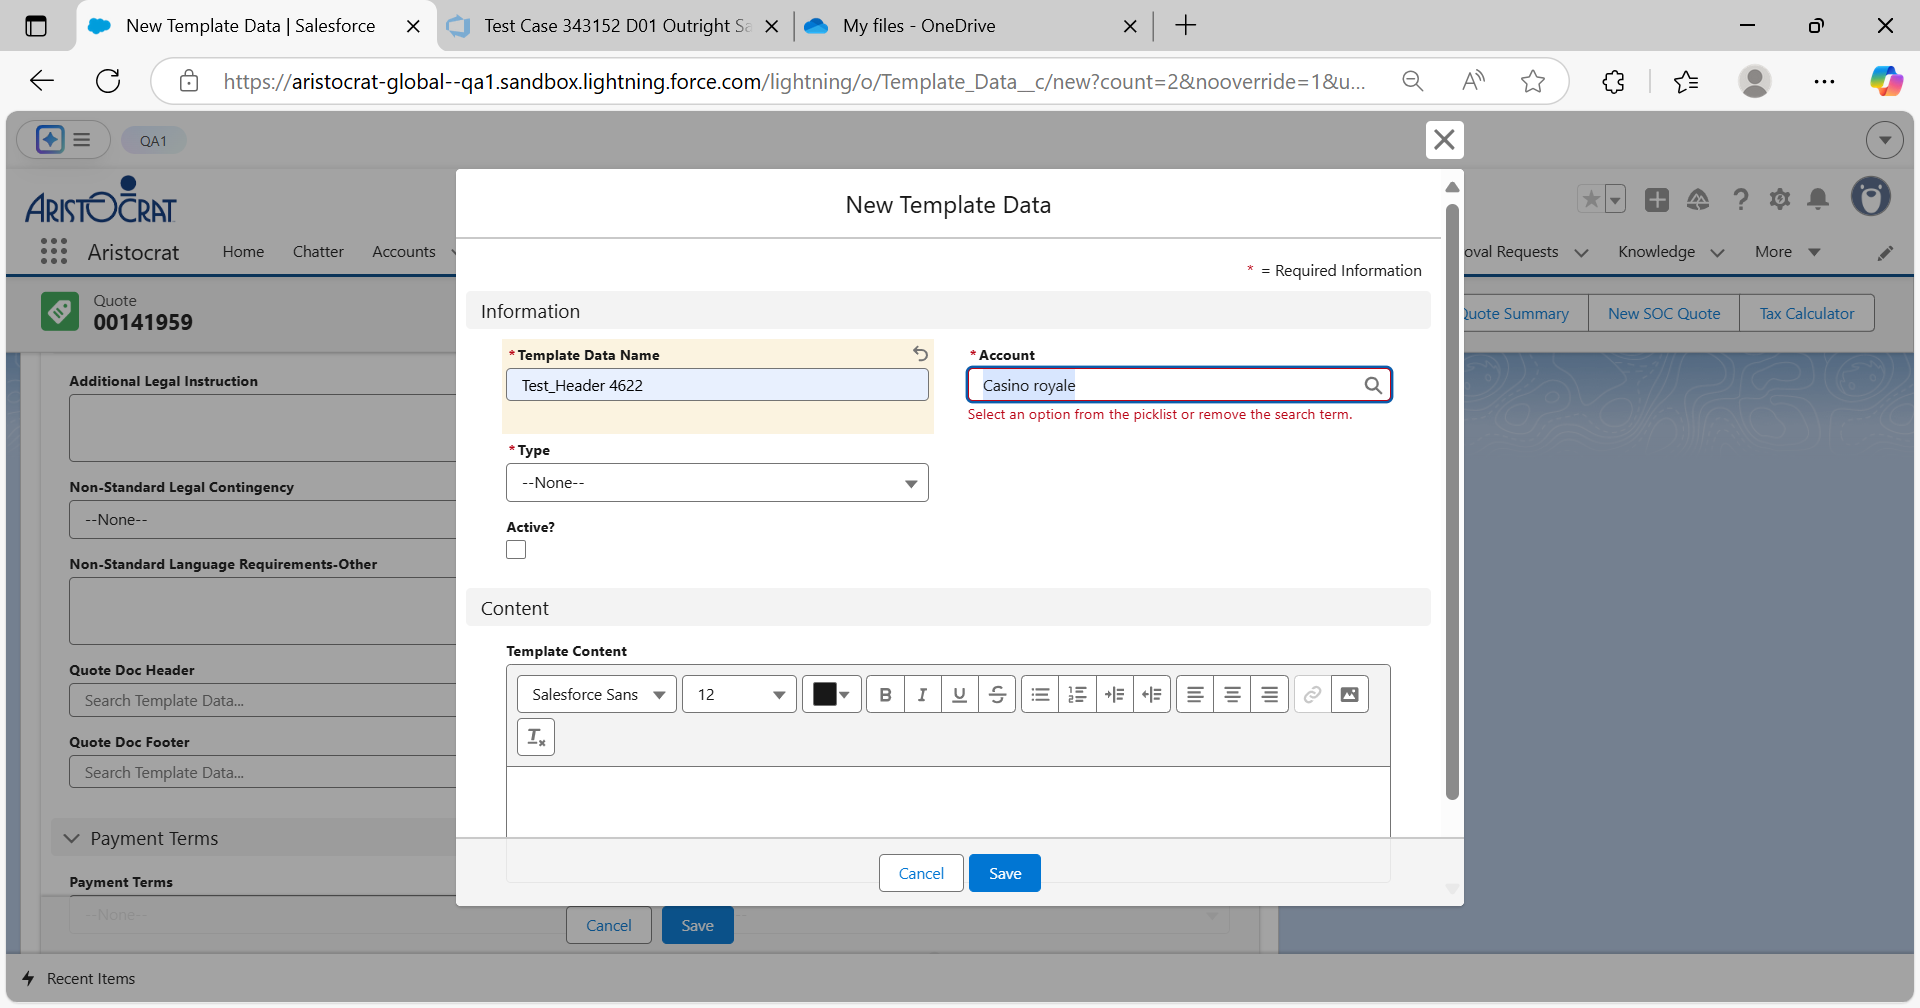 New Template Data | Salesforce
Test Case 343152 D01 Outright Sa
My files - OneDrive
https://aristocrat-global--qa1.sandbox.lightning.force.com/lightning/o/Template_Data__c/new?count=2&nooverride=1&u...
QA1
ARISTOCRAT
Aristocrat
Home
Chatter
Accounts
oval Requests
Knowledge
More
Quote
00141959
Quote Summary
New SOC Quote
Tax Calculator
New Template Data
* = Required Information
Information
* Template Data Name
Test_Header 4622
* Account
Casino royale
Select an option from the picklist or remove the search term.
* Type
--None--
Active?
Content
Template Content
Salesforce Sans
12
Cancel
Save
Additional Legal Instruction
Non-Standard Legal Contingency
--None--
Non-Standard Language Requirements-Other
Quote Doc Header
Search Template Data...
Quote Doc Footer
Search Template Data...
Payment Terms
Payment Terms
--None--
Cancel
Save
Recent Items